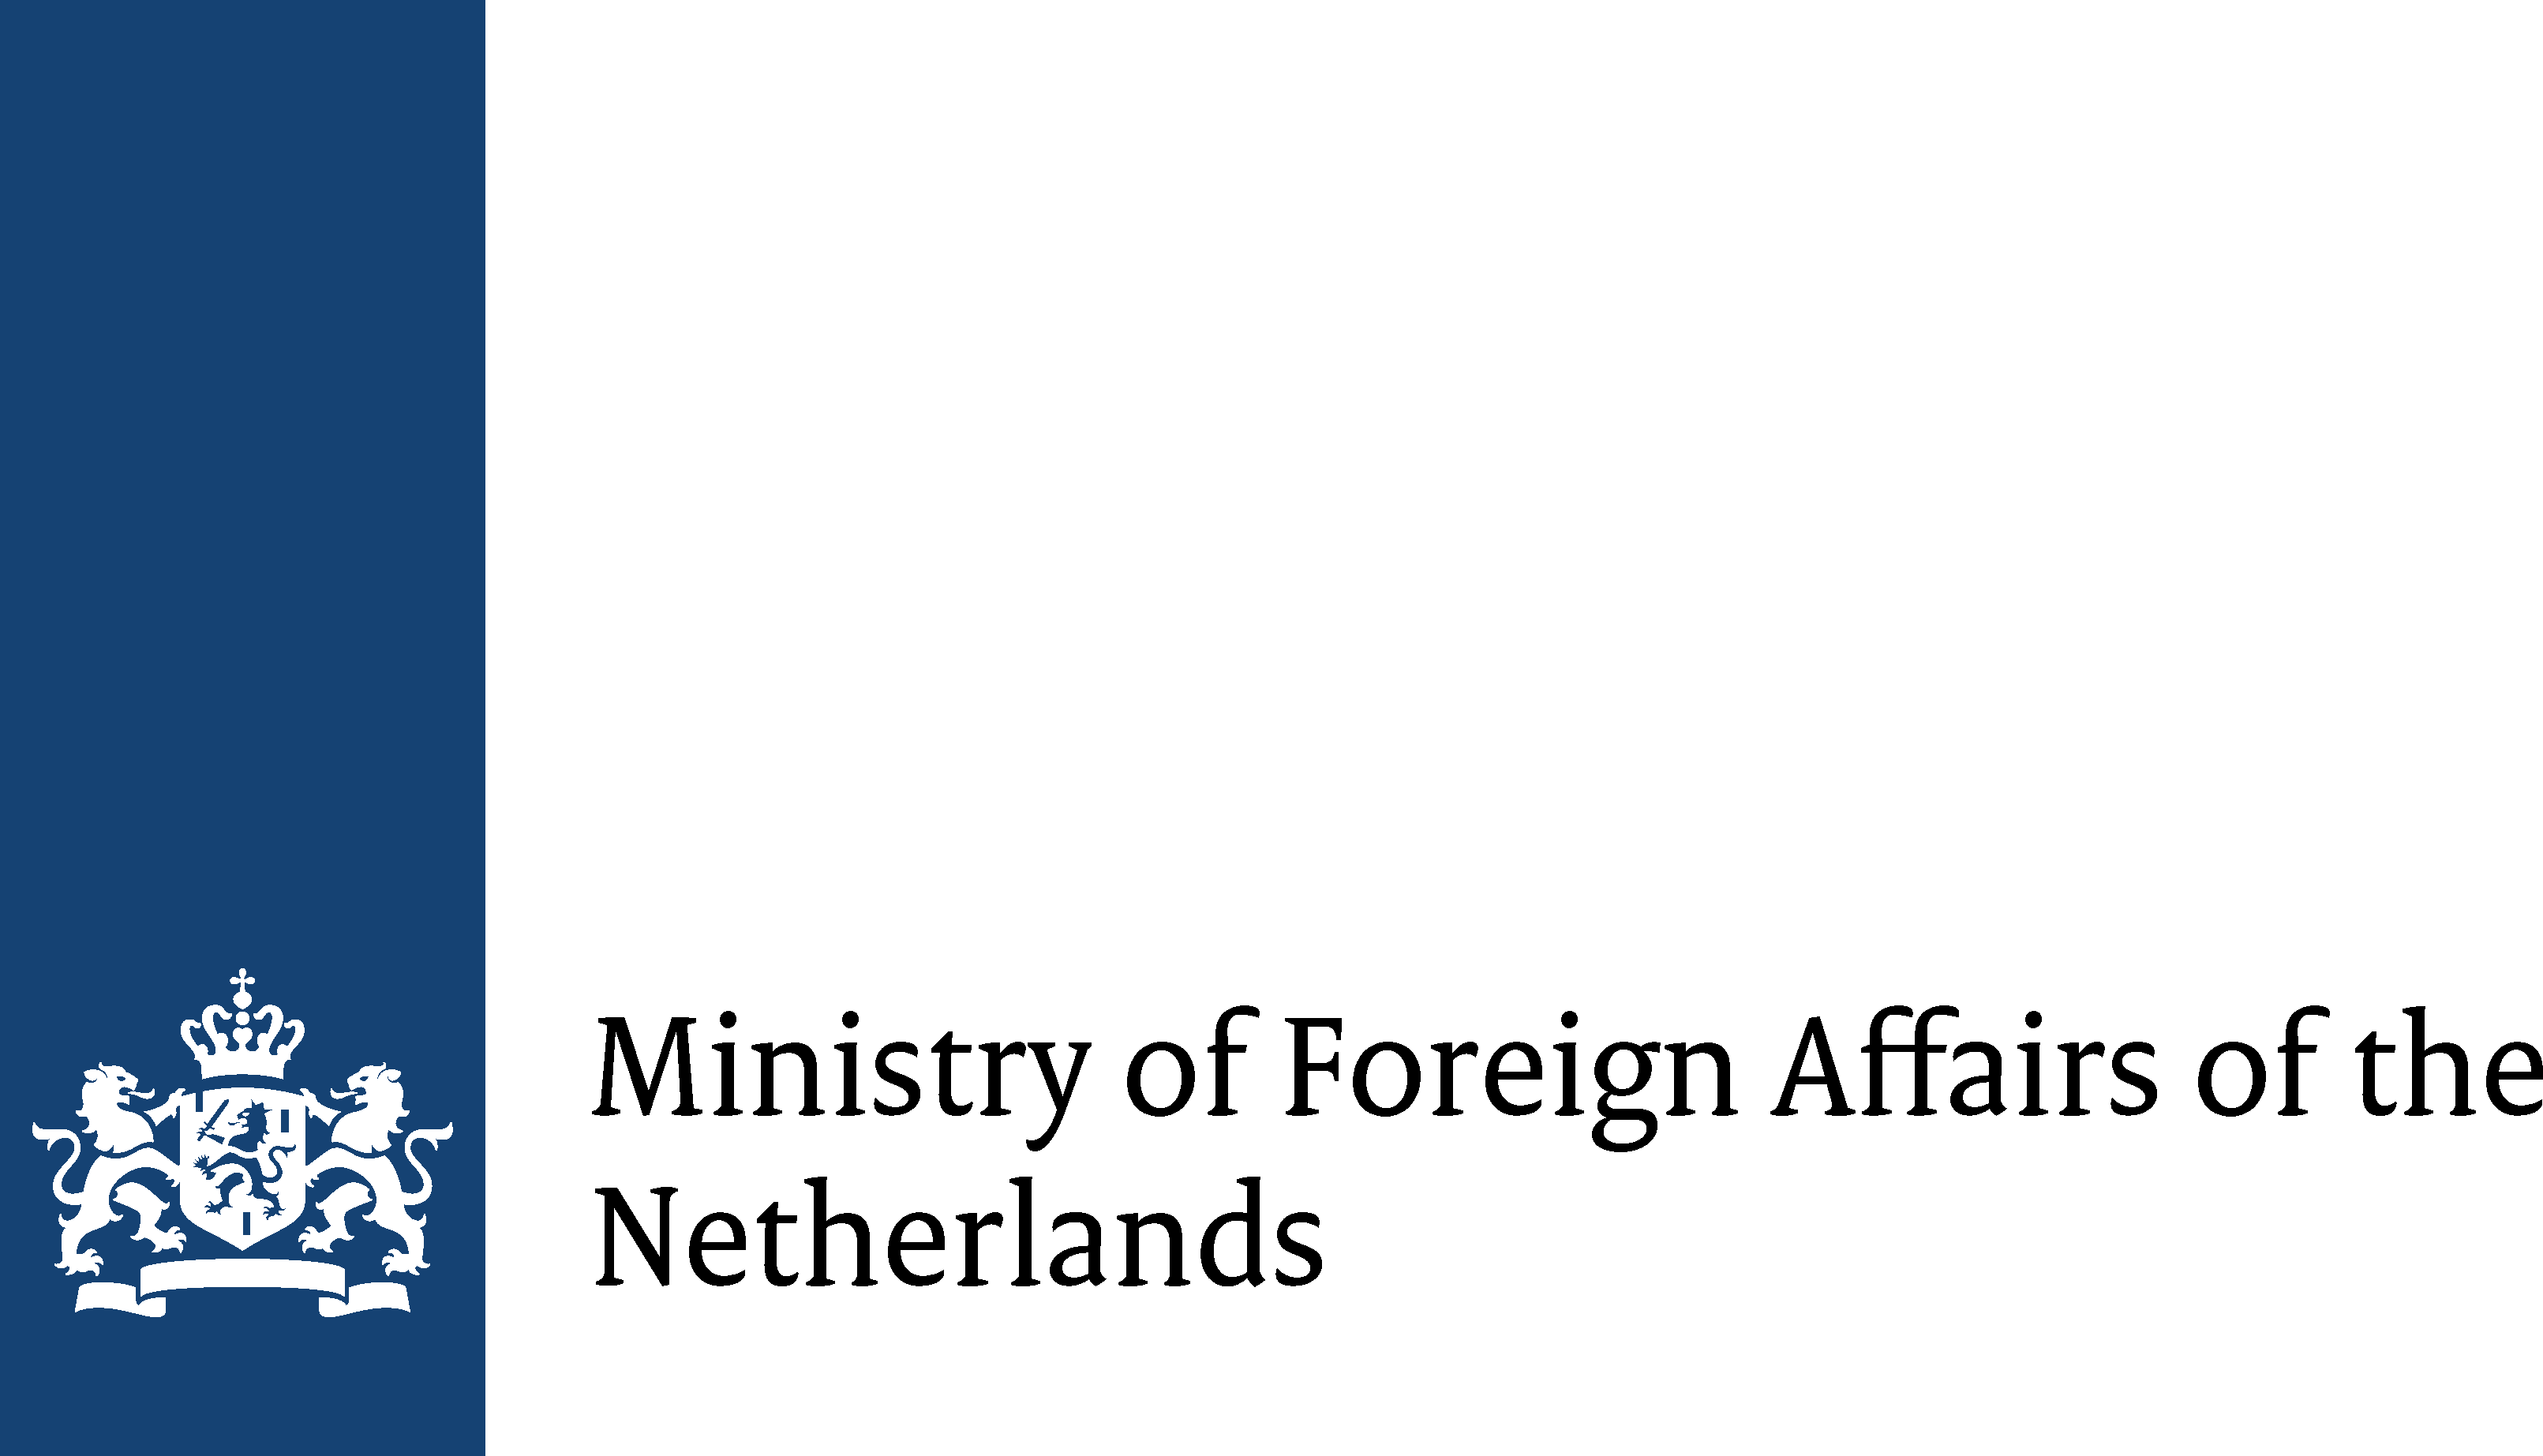 Ministry of Foreign Affairs of the
Netherlands